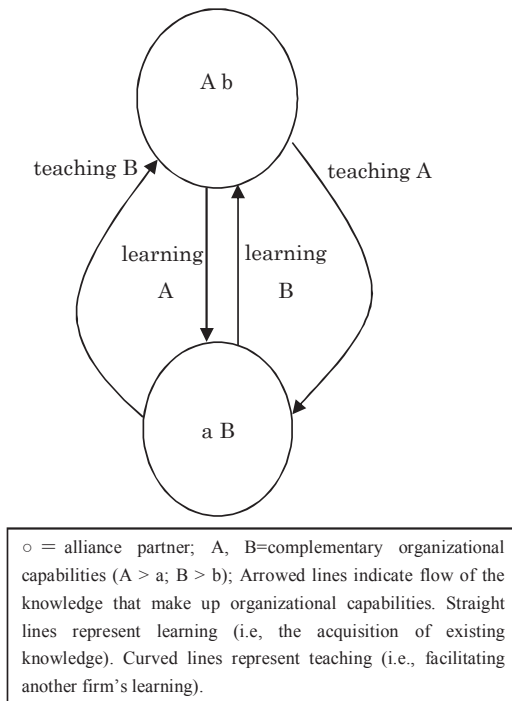 A b
teaching B
teaching A
learning
learning
A
B
a B
○ = alliance partner; A, B=complementary organizational
capabilities (A > a; B > b); Arrowed lines indicate flow of the
knowledge that make up organizational capabilities. Straight
lines represent learning (i.e, the acquisition of existing
knowledge). Curved lines represent teaching (i.e., facilitating
another firm's learning).